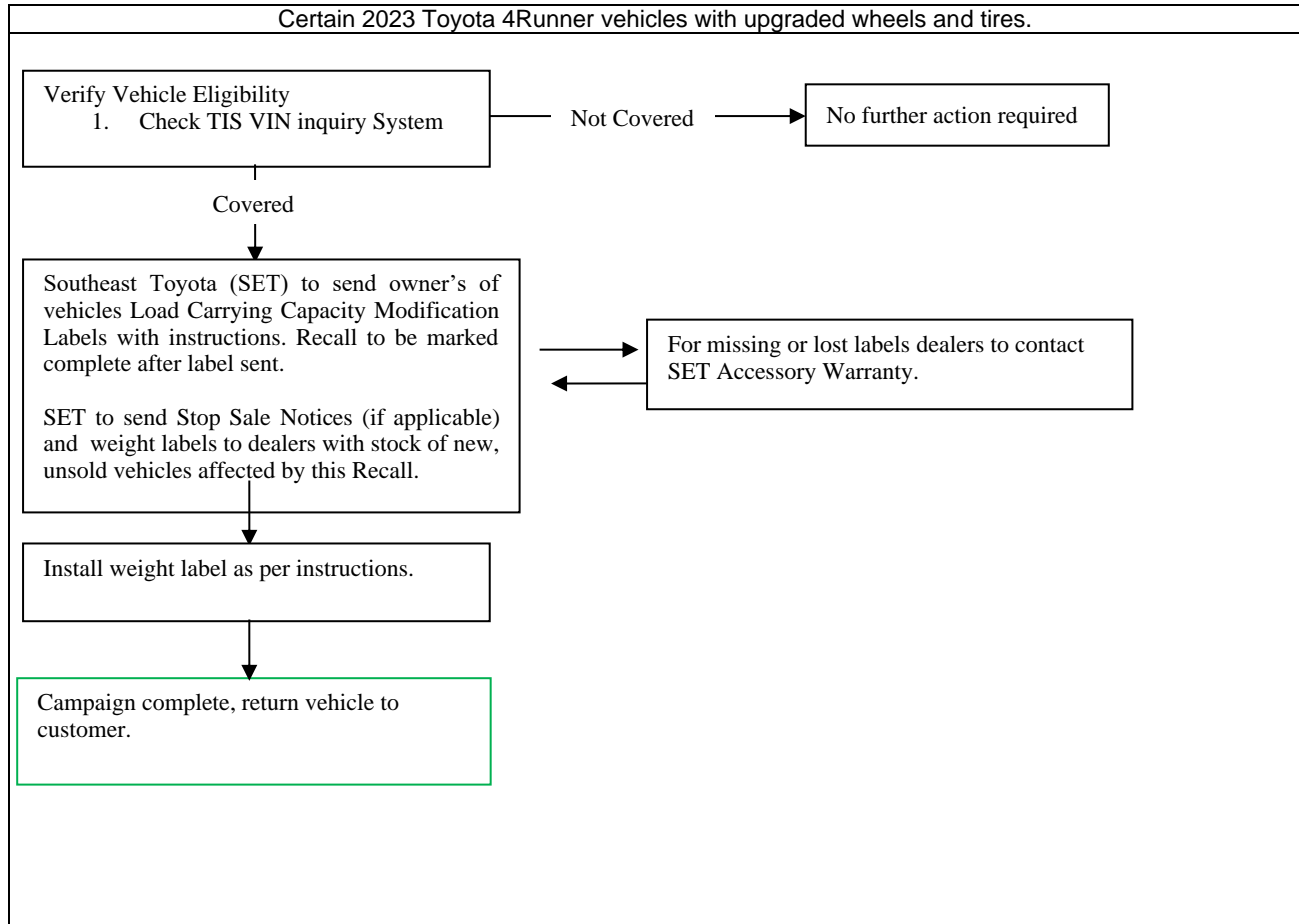 Certain 2023 Toyota 4Runner vehicles with upgraded wheels and tires.
Verify Vehicle Eligibility
1. Check TIS VIN inquiry System
Not Covered
No further action required
Covered
Southeast Toyota (SET) to send owner's of
vehicles Load Carrying Capacity Modification
Labels with instructions. Recall to be marked
complete after label sent.
SET to send Stop Sale Notices (if applicable)
and weight labels to dealers with stock of new,
unsold vehicles affected by this Recall.
For missing or lost labels dealers to contact
SET Accessory Warranty.
Install weight label as per instructions.
Campaign complete, return vehicle to
customer.